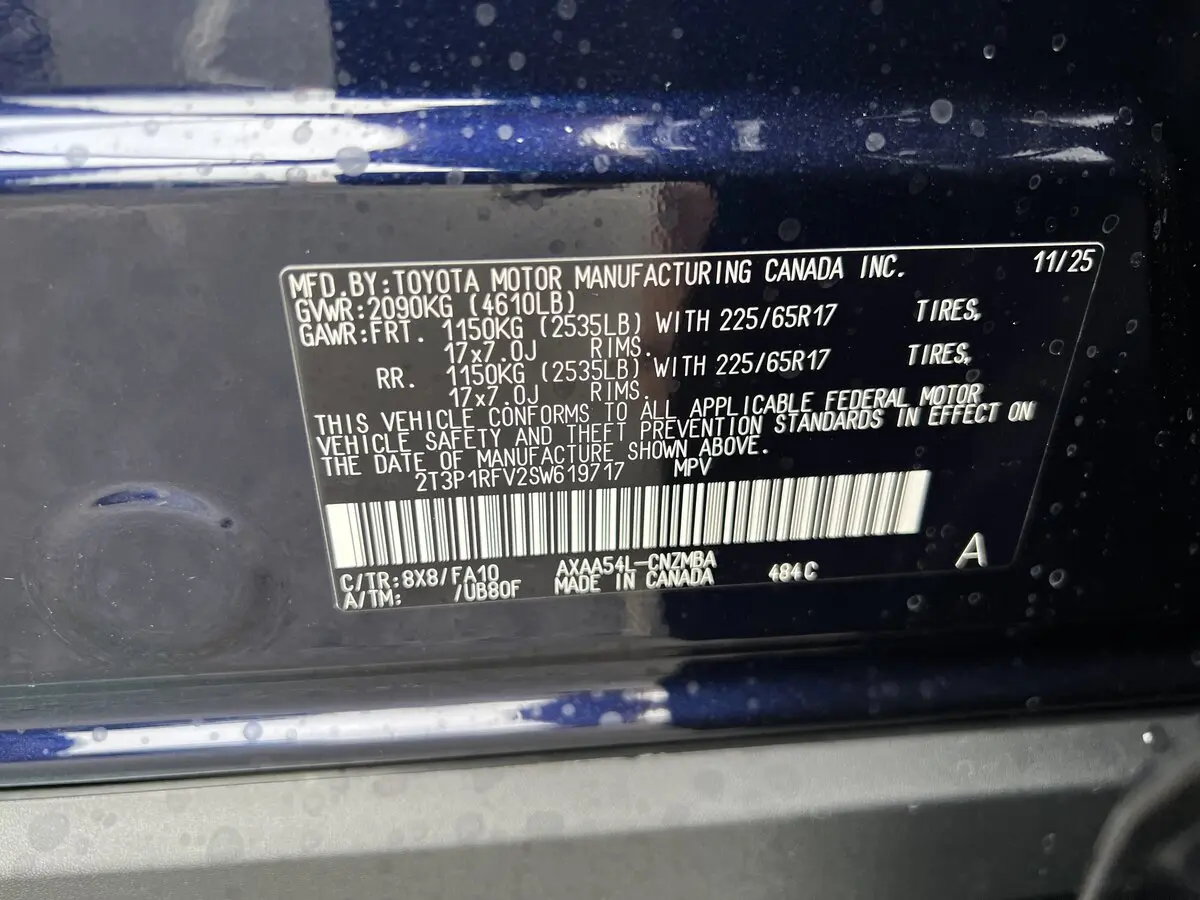 MFD.BY:TOYOTA MOTOR MANUFACTURING CANADA INC. 11/25
GVWR:2090KG (4610LB)
GAWR:FRT. 1150KG (2535LB) WITH 225/65R17 TIRES,
17x7.0J RIMS.
RR. 1150KG (2535LB) WITH 225/65R17 TIRES,
17x7.0J RIMS.
THIS VEHICLE CONFORMS TO ALL APPLICABLE FEDERAL MOTOR
VEHICLE SAFETY AND THEFT PREVENTION STANDARDS IN EFFECT ON
THE DATE OF MANUFACTURE SHOWN ABOVE.
2T3P1RFV2SW619717 MPV
C/TR:8X8/FA10 AXAA54L-CNZMBA 484C A
A/TM: /UB80F MADE IN CANADA